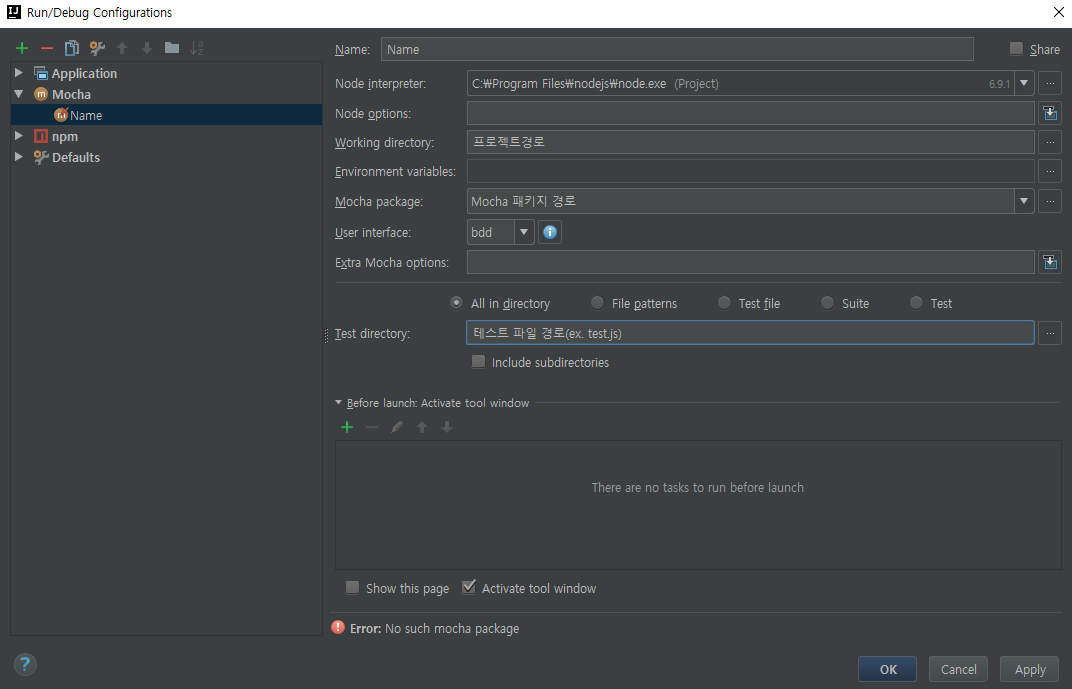 Run/Debug Configurations
Application
Mocha
Name
npm
Defaults
Name: Name Share
Node interpreter: C:₩Program Files₩nodejs₩node.exe (Project) 6.9.1
Node options:
Working directory: 프로젝트경로
Environment variables:
Mocha package: Mocha 패키지 경로
User interface: bdd
Extra Mocha options:
All in directory File patterns Test file Suite Test
Test directory: 테스트 파일 경로(ex. test.js)
Include subdirectories
Before launch: Activate tool window
There are no tasks to run before launch
Show this page Activate tool window
Error: No such mocha package
OK Cancel Apply